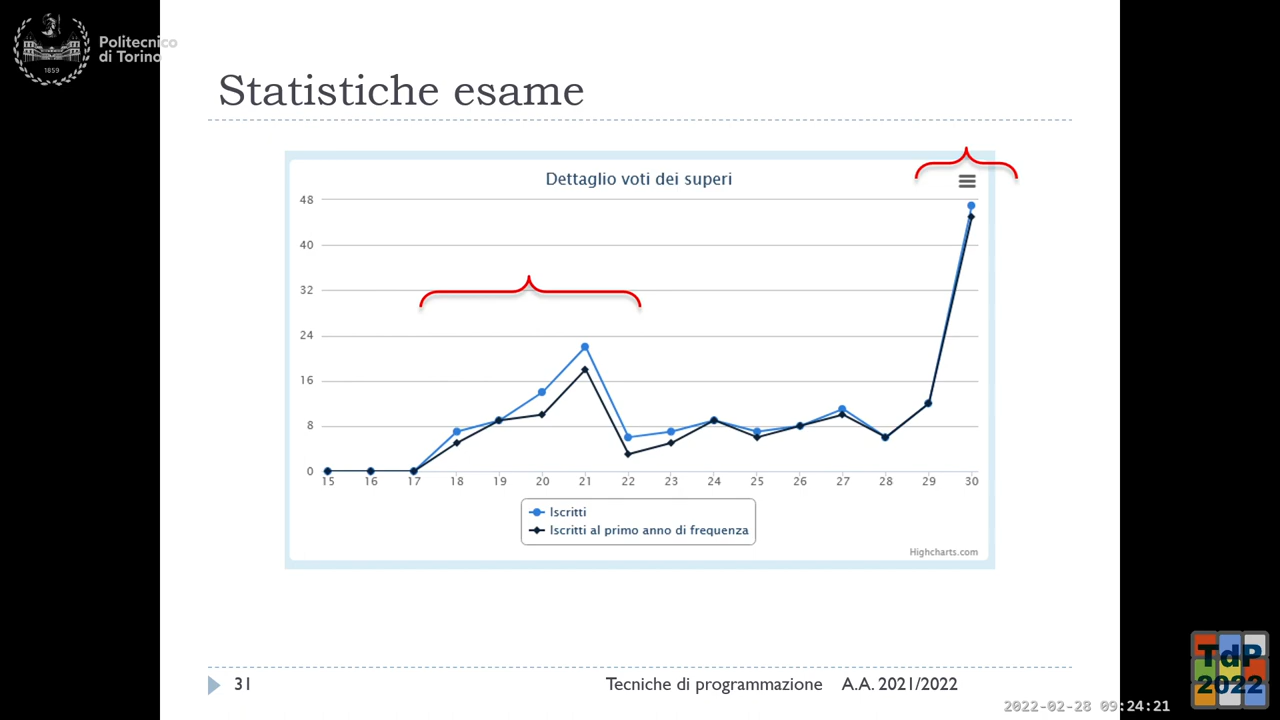 Politecnico
di Torino
1859
Statistiche esame
Dettaglio voti dei superi
48
40
32
24
16
8
0
15 16 17 18 19 20 21 22 23 24 25 26 27 28 29 30
Iscritti
Iscritti al primo anno di frequenza
Highcharts.com
31 Tecniche di programmazione A.A. 2021/2022
TdP
2022
2022-02-28 09:24:21